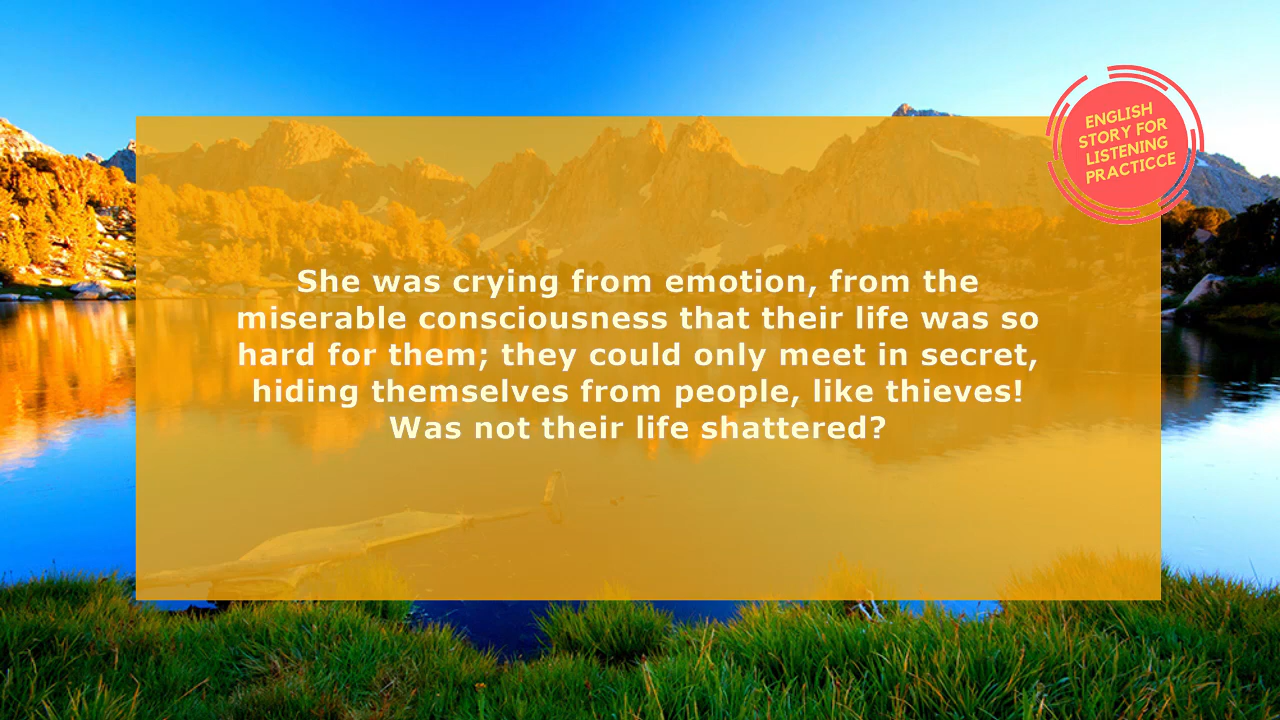 ENGLISH
STORY FOR
LISTENING
PRACTICCE
She was crying from emotion, from the
miserable consciousness that their life was so
hard for them; they could only meet in secret,
hiding themselves from people, like thieves!
Was not their life shattered?